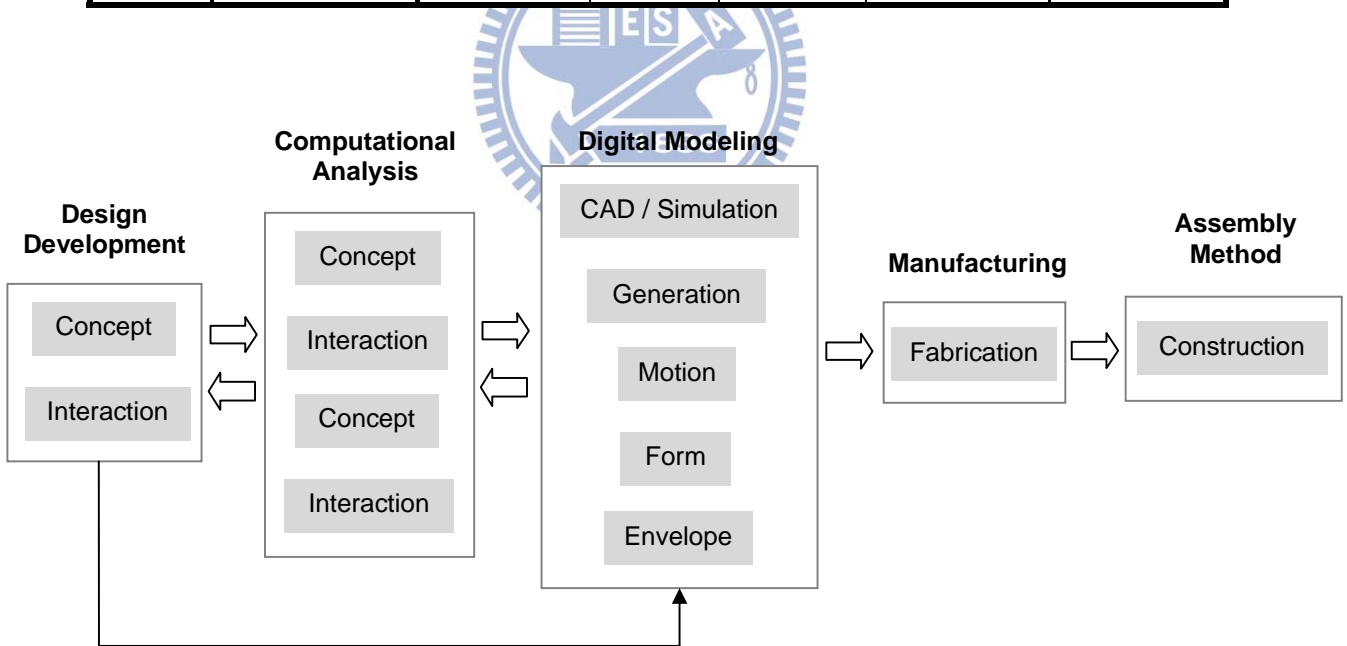 E S A
Computational
Analysis
Digital Modeling
Design
Development
Assembly
Method
Manufacturing
CAD / Simulation
Concept
Generation
Concept
Interaction
Fabrication
Construction
Motion
Interaction
Concept
Form
Interaction
Envelope